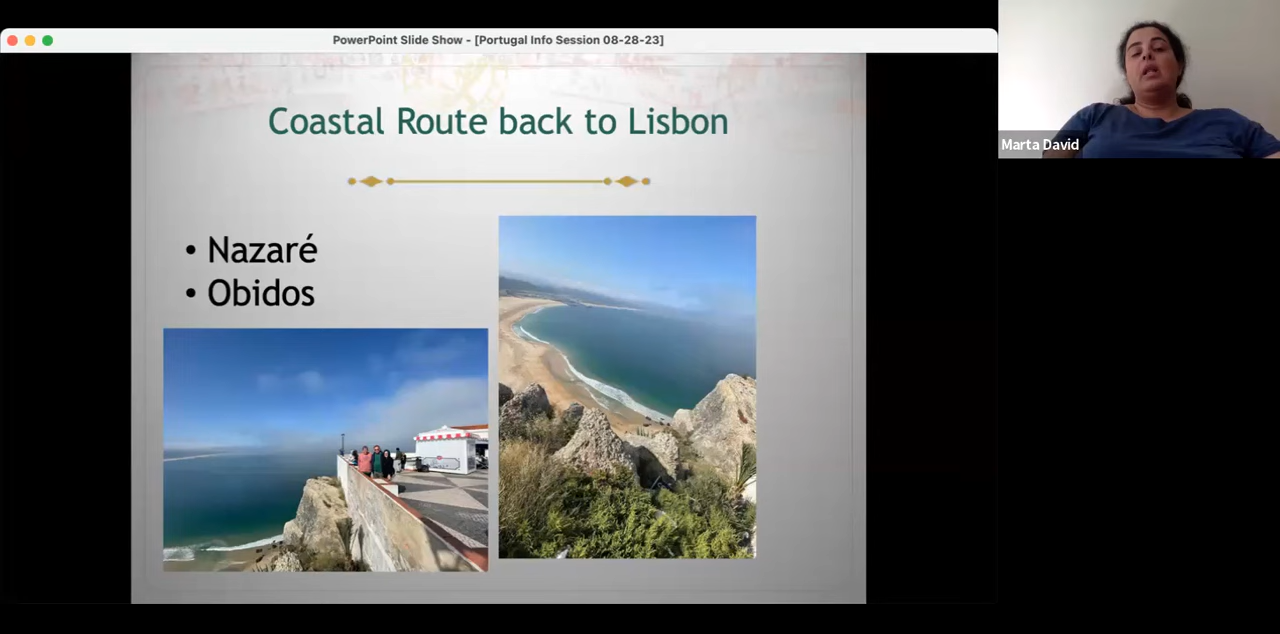 PowerPoint Slide Show - [Portugal Info Session 08-28-23]
Coastal Route back to Lisbon
• Nazaré
• Obidos
Marta David